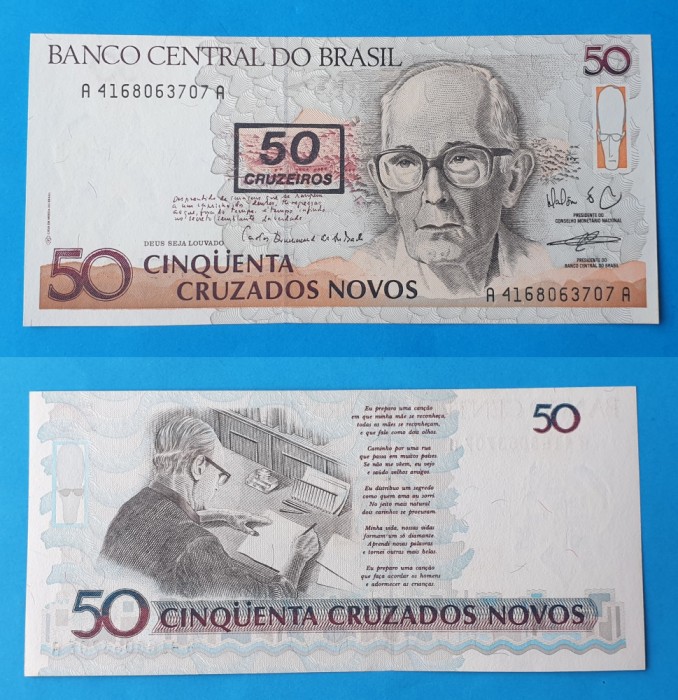 BANCO CENTRAL DO BRASIL
50
A 4168063707 A
50
CRUZEIROS
Carlos Drummond de Andrade
DEUS SEJA LOUVADO
PRESIDENTE DO
CONSELHO MONETÁRIO NACIONAL
PRESIDENTE DO
BANCO CENTRAL DO BRASIL
50
CINQÜENTA
CRUZADOS NOVOS
A 4168063707 A
Eu preparo uma canção
em que minha mãe se reconheça,
todas as mães se reconheçam,
e que fale como dois olhos.
Caminho por uma rua
que passa em muitos países.
Se não me vêem, eu vejo
e saúdo velhos amigos.
Eu distribuo um segredo
como quem ama ou sorri.
No jeito mais natural
dois carinhos se procuram.
Minha vida, nossas vidas
formam um só diamante.
Aprendi novas palavras
e tornei outras mais belas.
Eu preparo uma canção
que faça acordar os homens
e adormecer as crianças.
50
50 CINQÜENTA CRUZADOS NOVOS